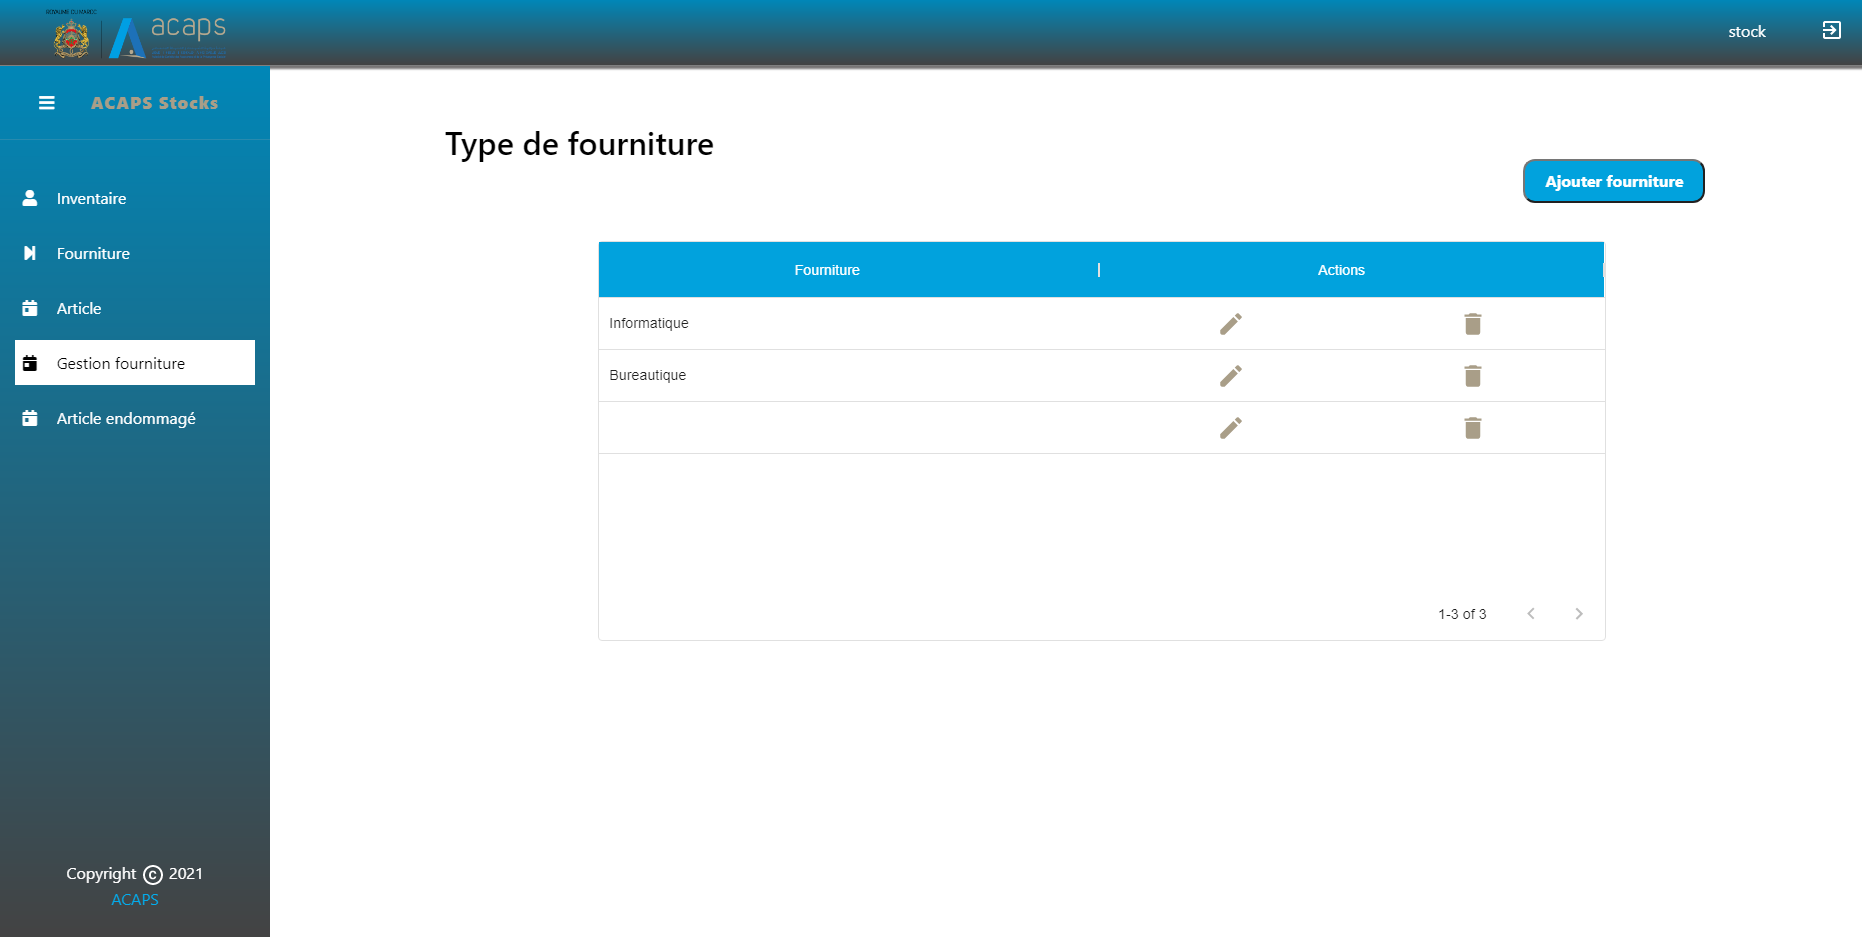 ROYAUME DU MAROC
acaps
stock
ACAPS Stocks
Inventaire
Fourniture
Article
Gestion fourniture
Article endommagé
Copyright © 2021
ACAPS
Type de fourniture
Ajouter fourniture
Fourniture Actions
Informatique
Bureautique
1-3 of 3